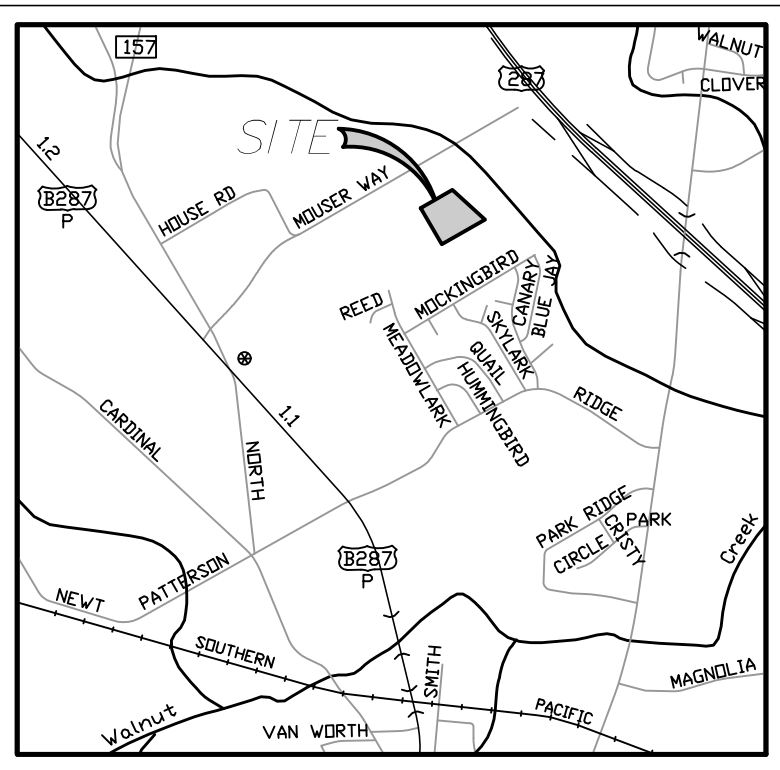 157
WALNUT
287
CLOVER
SITE
1.2
B287
P
HOUSE RD
MOUSER WAY
MOCKINGBIRD
CANARY
BLUE JAY
REED
SKYLARK
MEADOWLARK
QUAIL
HUMMINGBIRD
RIDGE
CARDINAL
1.1
NORTH
PARK RIDGE
PARK
CRISTY
CIRCLE
Creek
B287
P
PATTERSON
NEWT
SOUTHERN
SMITH
MAGNOLIA
PACIFIC
Walnut
VAN WORTH